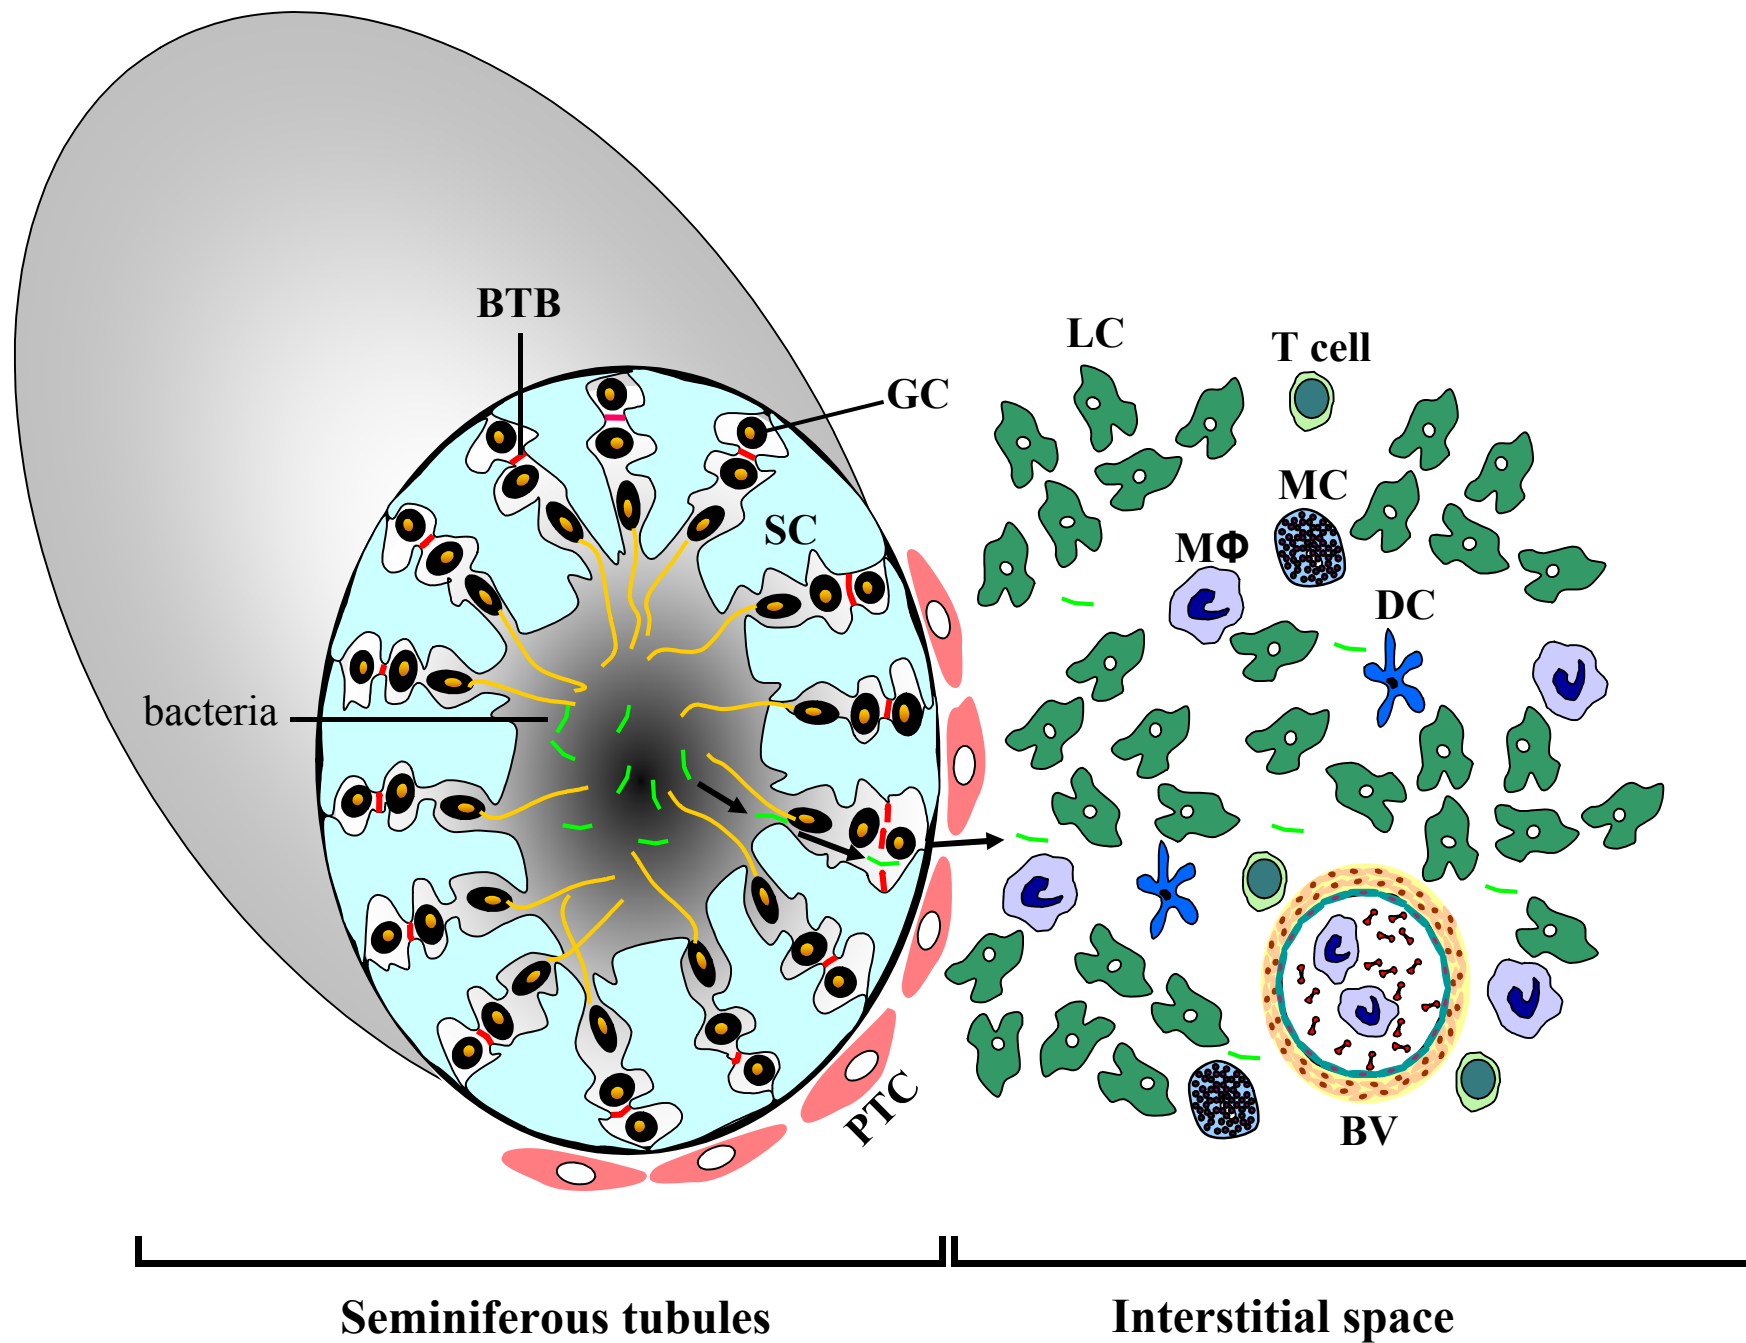 BTB
LC
T cell
GC
MC
SC
MΦ
DC
bacteria
PTC
BV
Seminiferous tubules
Interstitial space